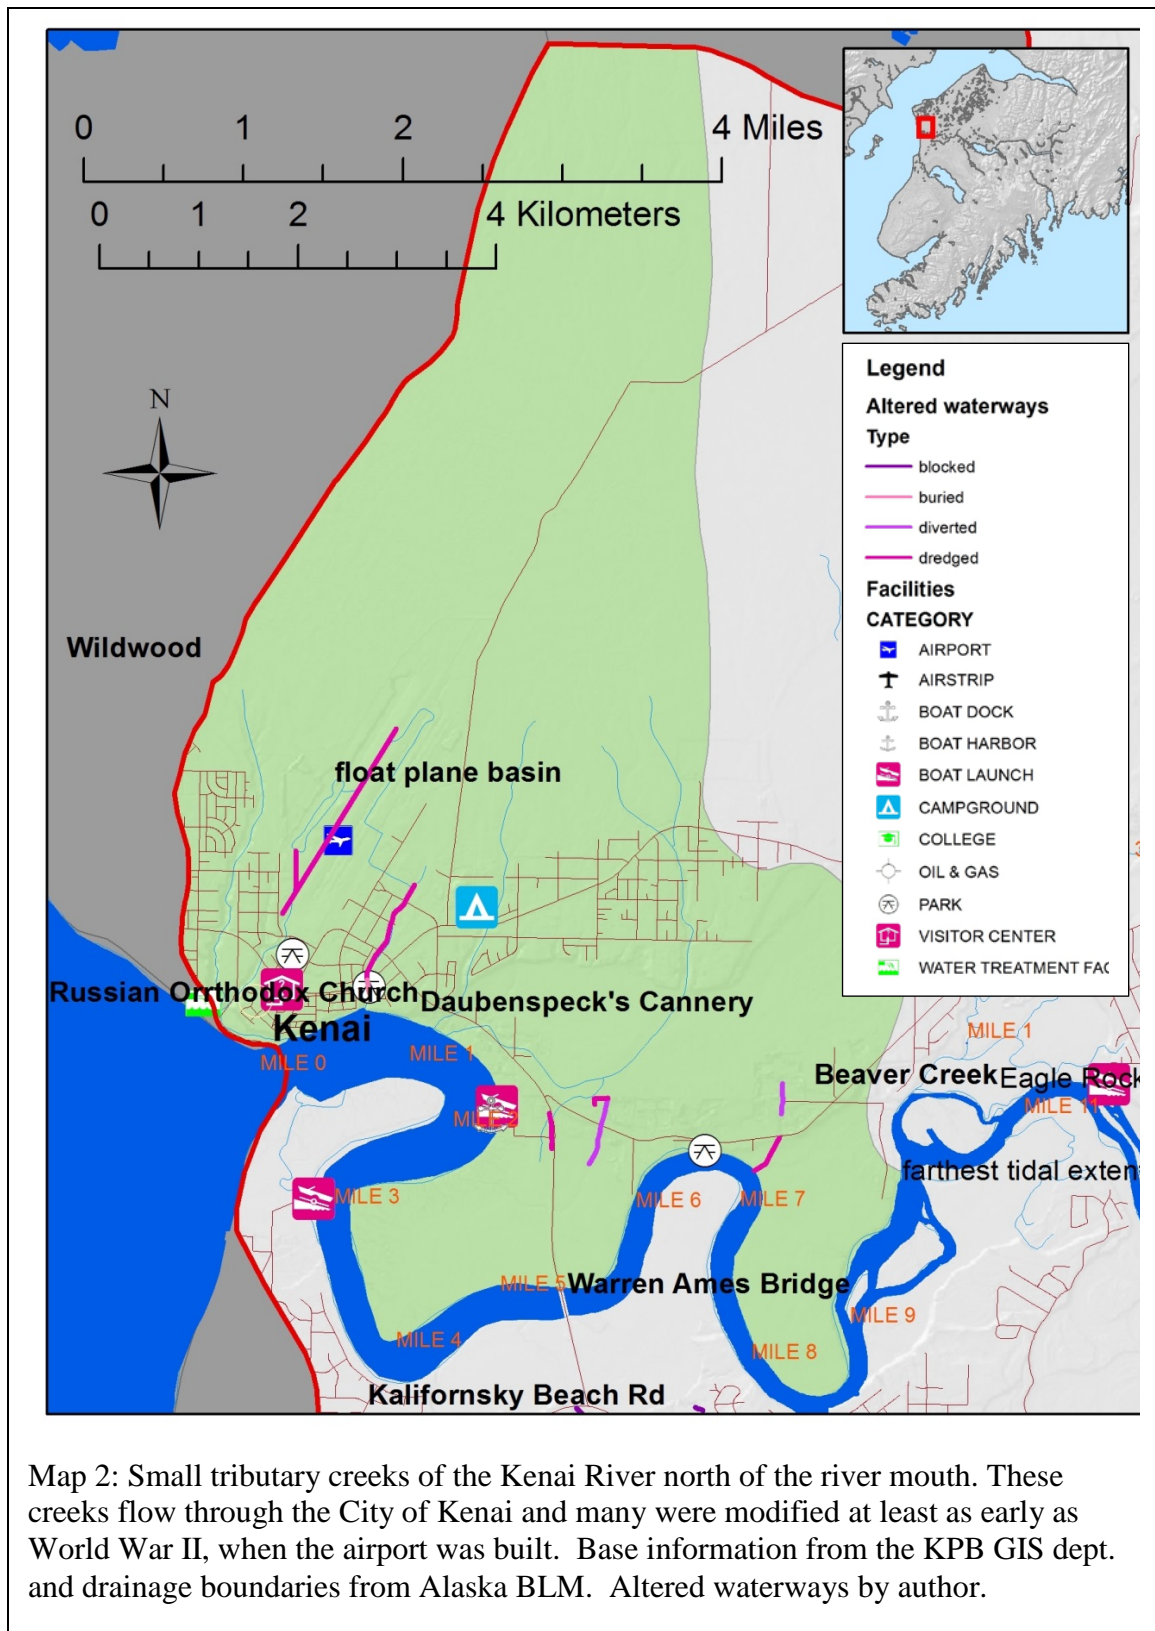 0 1 2 4 Miles
0 1 2 4 Kilometers
N
Wildwood
float plane basin
Russian Orrthodox Church
Daubenspeck's Cannery
Kenai
MILE 0
MILE 1
MILE 2
MILE 3
MILE 4
MILE 5
MILE 6
MILE 7
MILE 8
MILE 9
Warren Ames Bridge
Kalifornsky Beach Rd
Beaver Creek
Eagle Rock
MILE 1
MILE 11
farthest tidal exten
3
Legend
Altered waterways
Type
blocked
buried
diverted
dredged
Facilities
CATEGORY
AIRPORT
AIRSTRIP
BOAT DOCK
BOAT HARBOR
BOAT LAUNCH
CAMPGROUND
COLLEGE
OIL & GAS
PARK
VISITOR CENTER
WATER TREATMENT FAC
Map 2: Small tributary creeks of the Kenai River north of the river mouth. These
creeks flow through the City of Kenai and many were modified at least as early as
World War II, when the airport was built.  Base information from the KPB GIS dept.
and drainage boundaries from Alaska BLM.  Altered waterways by author.